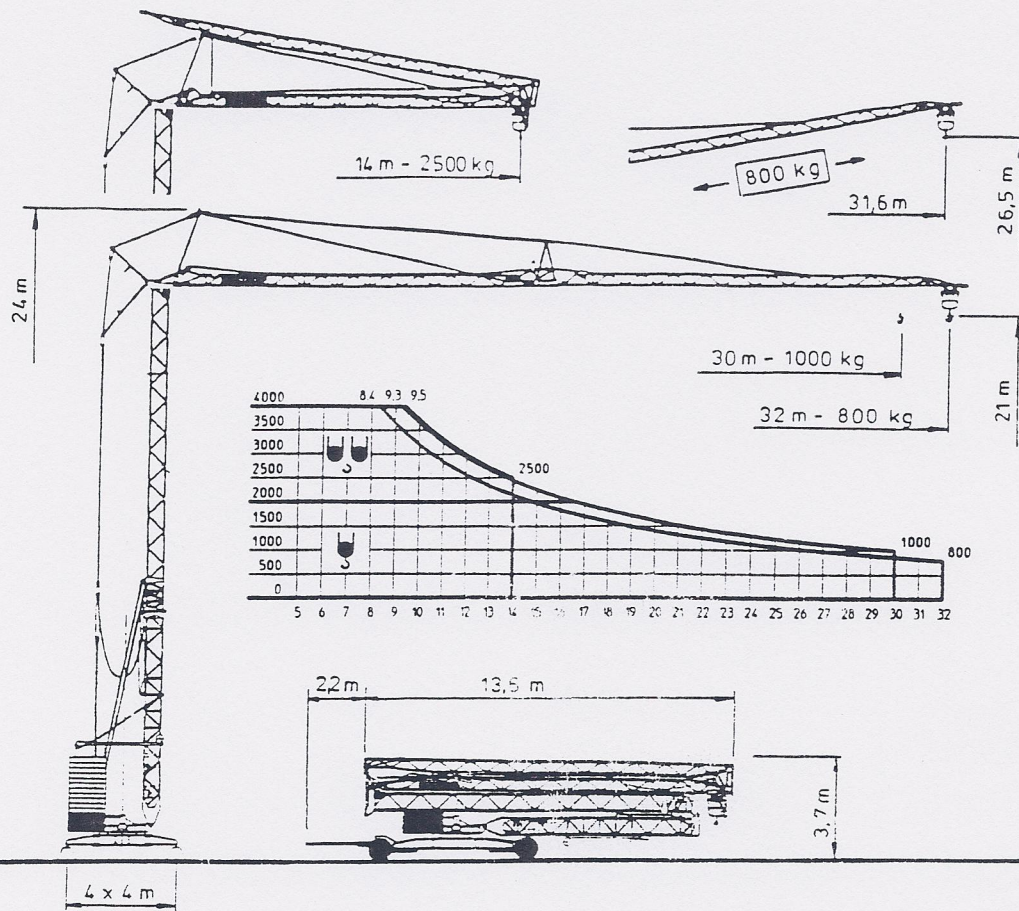 14 m - 2500 kg
800 kg
31,6 m
26,5 m
24 m
30 m - 1000 kg
21 m
32 m - 800 kg
4000 8.4 9.3 9.5
3500
3000
2500 2500
2000
1500
1000 1000 800
500
0
5 6 7 8 9 10 11 12 13 14 15 16 17 18 19 20 21 22 23 24 25 26 27 28 29 30 31 32
2,2 m 13,6 m
3,7 m
4 x 4 m